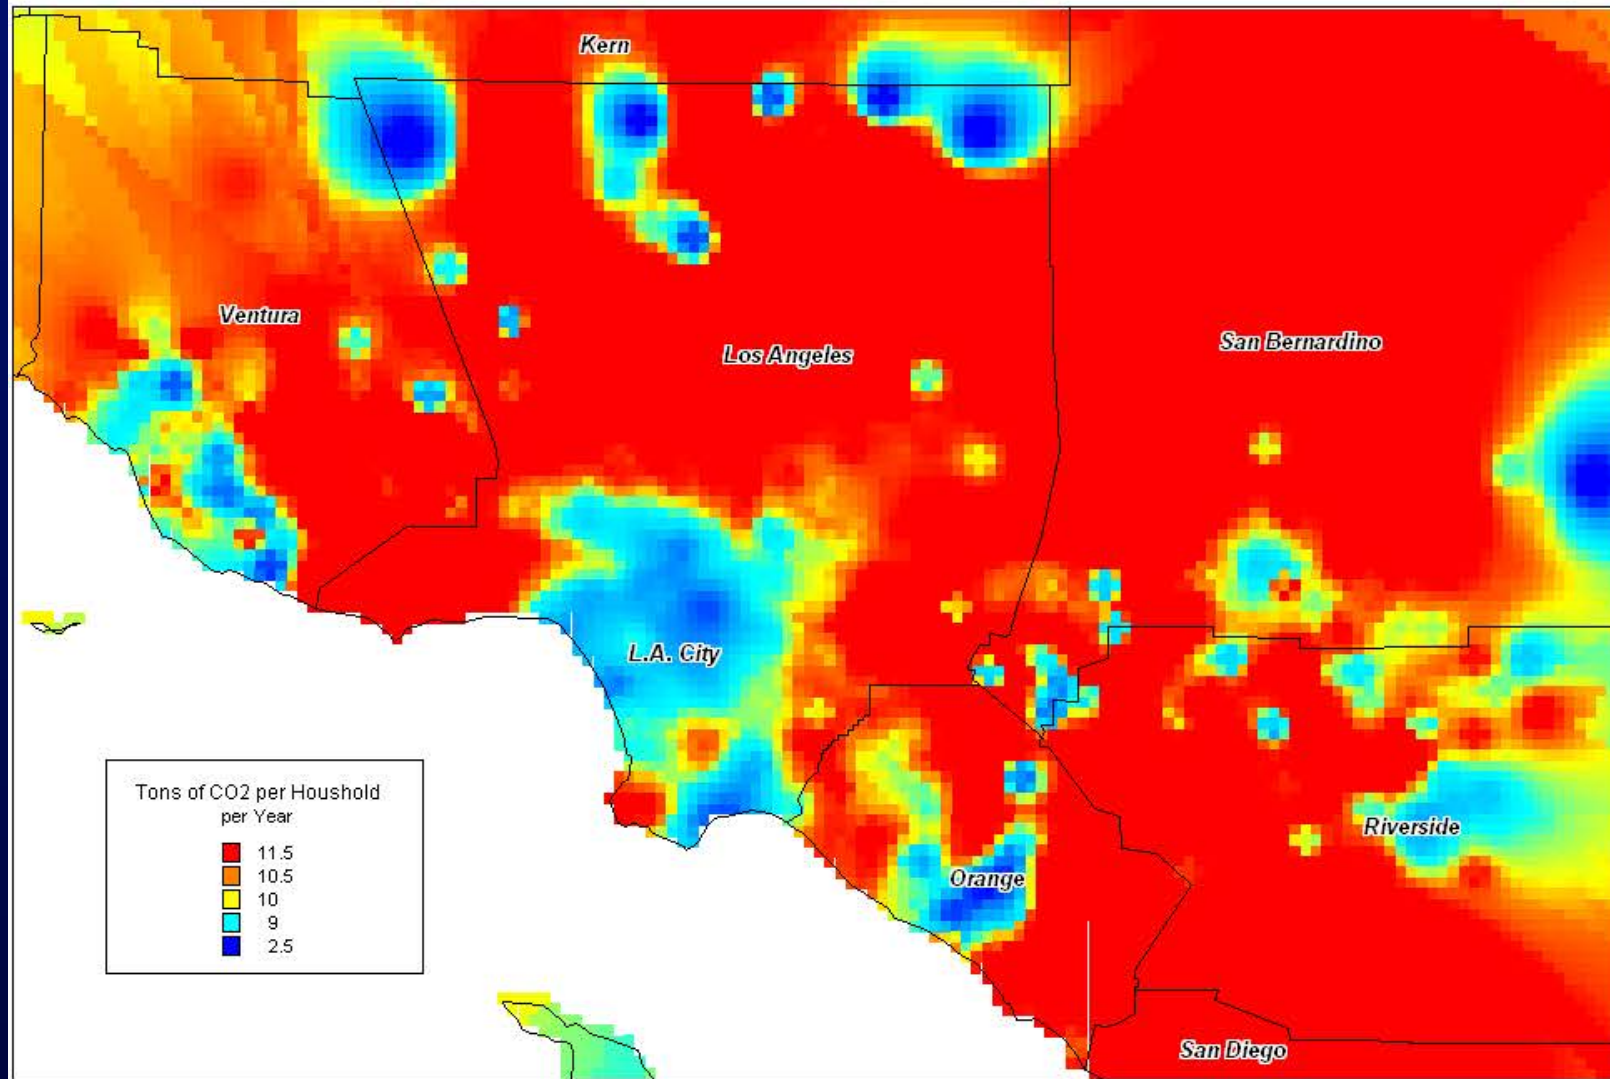 Kern
Ventura
Los Angeles
San Bernardino
L.A. City
Tons of CO2 per Houshold
per Year
11.5
10.5
10
9
2.5
Riverside
Orange
San Diego